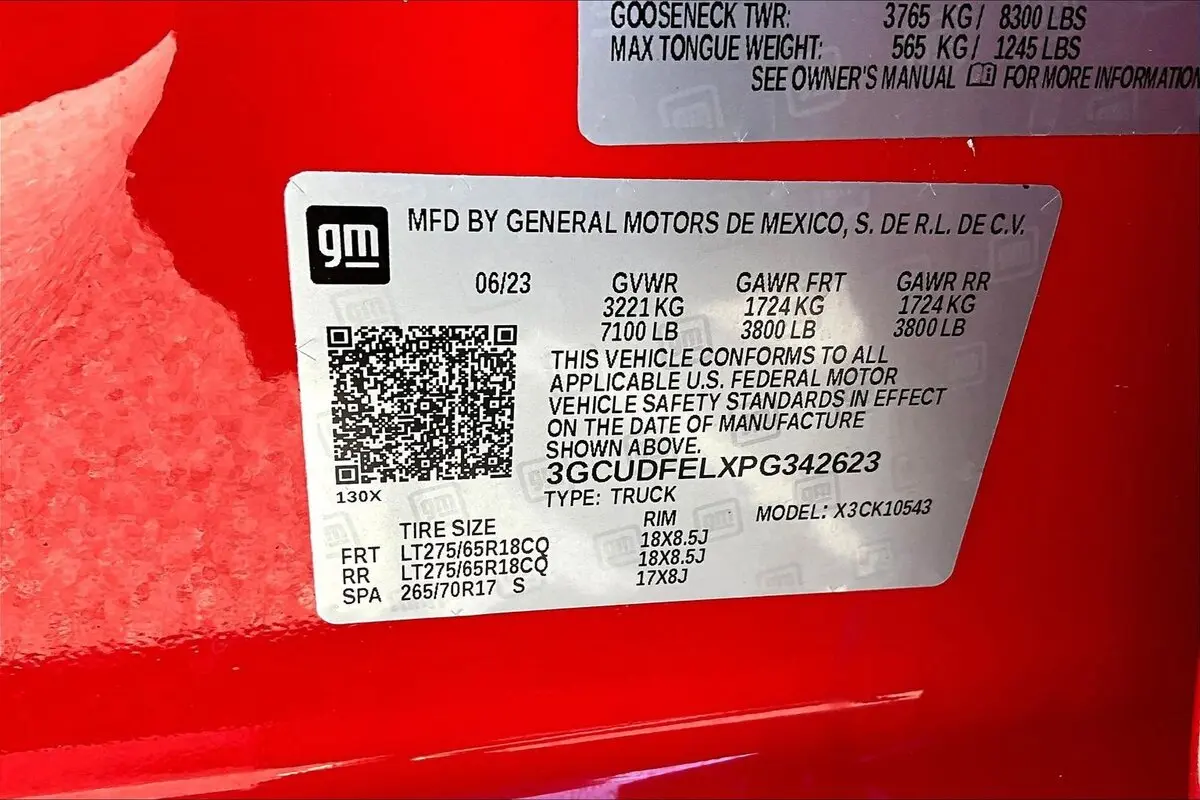 GOOSENECK TWR: 3765 KG/ 8300 LBS
MAX TONGUE WEIGHT: 565 KG/ 1245 LBS
SEE OWNER'S MANUAL FOR MORE INFORMATION
gm
MFD BY GENERAL MOTORS DE MEXICO, S. DE R.L. DE C.V.
06/23 GVWR GAWR FRT GAWR RR
3221 KG 1724 KG 1724 KG
7100 LB 3800 LB 3800 LB
THIS VEHICLE CONFORMS TO ALL
APPLICABLE U.S. FEDERAL MOTOR
VEHICLE SAFETY STANDARDS IN EFFECT
ON THE DATE OF MANUFACTURE
SHOWN ABOVE.
3GCUDFELXPG342623
130X
TYPE: TRUCK MODEL: X3CK10543
TIRE SIZE RIM
FRT LT275/65R18CQ 18X8.5J
RR LT275/65R18CQ 18X8.5J
SPA 265/70R17 S 17X8J